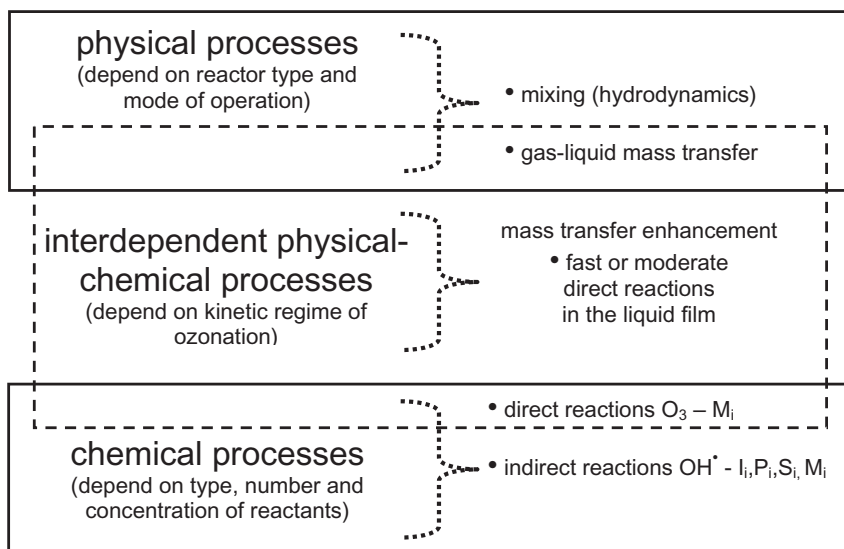 physical processes
(depend on reactor type and
mode of operation)
• mixing (hydrodynamics)
• gas-liquid mass transfer
interdependent physical-
chemical processes
(depend on kinetic regime of
ozonation)
mass transfer enhancement
• fast or moderate
direct reactions
in the liquid film
• direct reactions O₃ – Mᵢ
chemical processes
(depend on type, number and
concentration of reactants)
• indirect reactions OH• - Iᵢ,Pᵢ,Sᵢ, Mᵢ